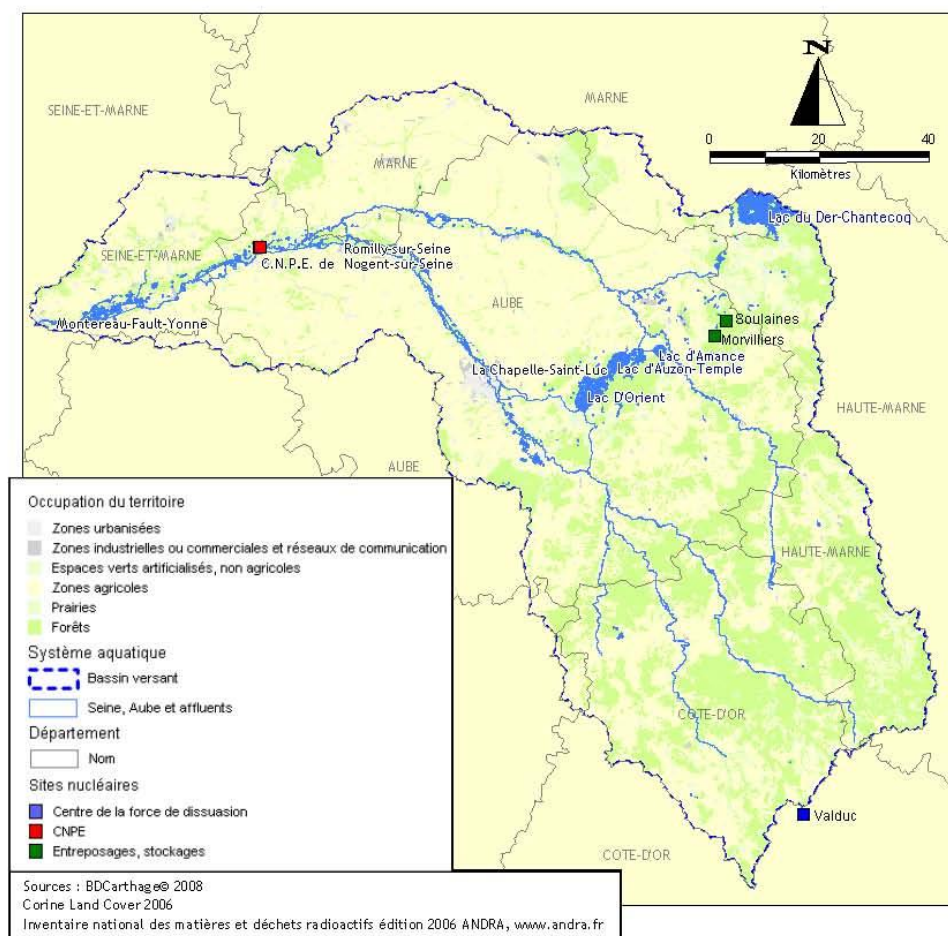 SEINE-ET-MARNE
MARNE
N
0 20 40
Kilomètres
MARNE
Lac du Der-Chantecoq
SEINE-ET-MARNE
Romilly-sur-Seine
C.N.P.E. de Nogent-sur-Seine
AUBE
Montereau-Fault-Yonne
Soulaines
Morvilliers
Lac d'Amance
La Chapelle-Saint-Luc
Lac d'Auzon-Temple
Lac D'Orient
HAUTE-MARNE
AUBE
HAUTE-MARNE
COTE-D'OR
Valduc
COTE-D'OR
Occupation du territoire
Zones urbanisées
Zones industrielles ou commerciales et réseaux de communication
Espaces verts artificialisés, non agricoles
Zones agricoles
Prairies
Forêts
Système aquatique
Bassin versant
Seine, Aube et affluents
Département
Nom
Sites nucléaires
Centre de la force de dissuasion
CNPE
Entreposages, stockages
Sources : BDCarthage© 2008
Corine Land Cover 2006
Inventaire national des matières et déchets radioactifs édition 2006 ANDRA, www.andra.fr